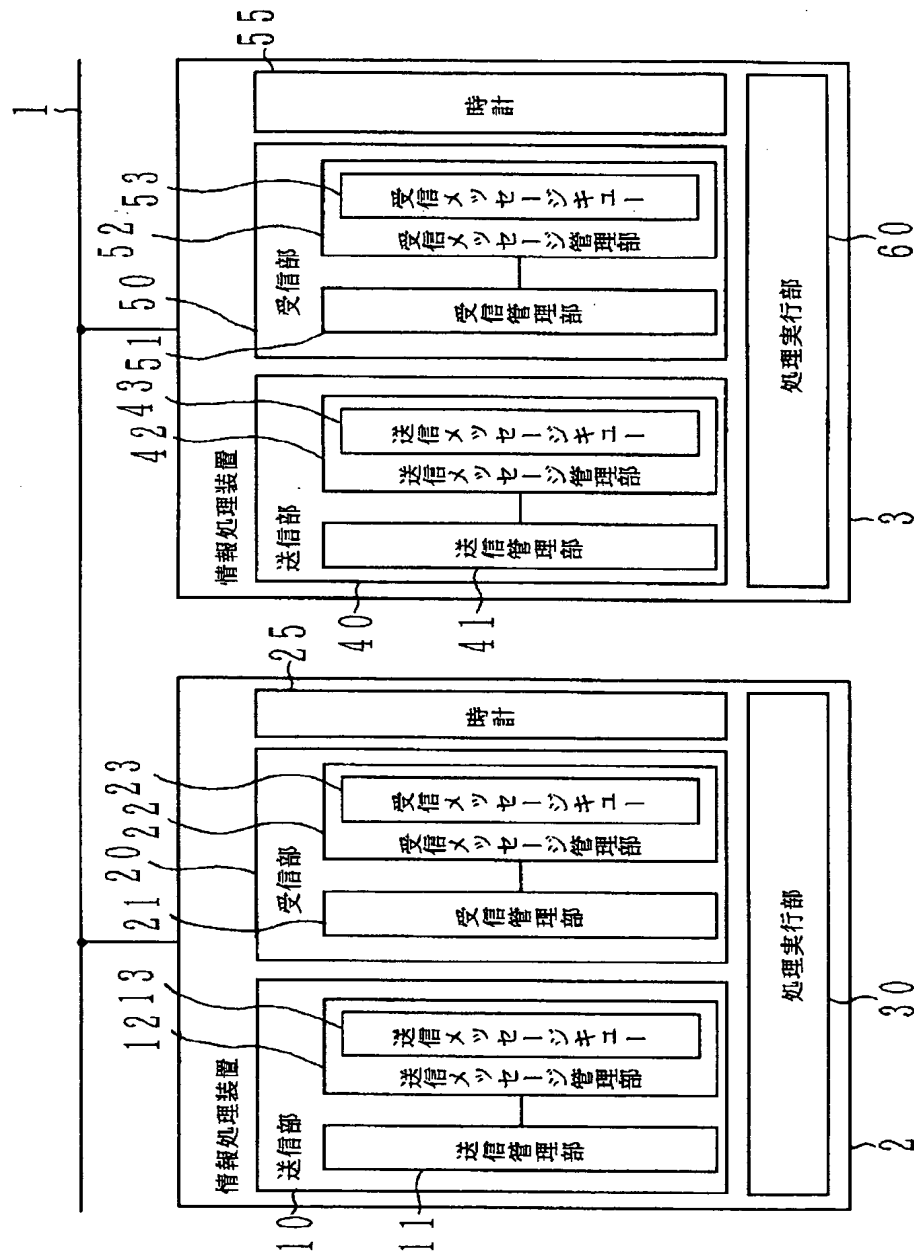 1
情報処理装置
送信部
送信管理部
送信メッセージ管理部
送信メッセージキュー
受信部
受信管理部
受信メッセージ管理部
受信メッセージキュー
時計
処理実行部
10
11
12
13
20
21
22
23
25
30
2
情報処理装置
送信部
送信管理部
送信メッセージ管理部
送信メッセージキュー
受信部
受信管理部
受信メッセージ管理部
受信メッセージキュー
時計
処理実行部
40
41
42
43
50
51
52
53
55
60
3